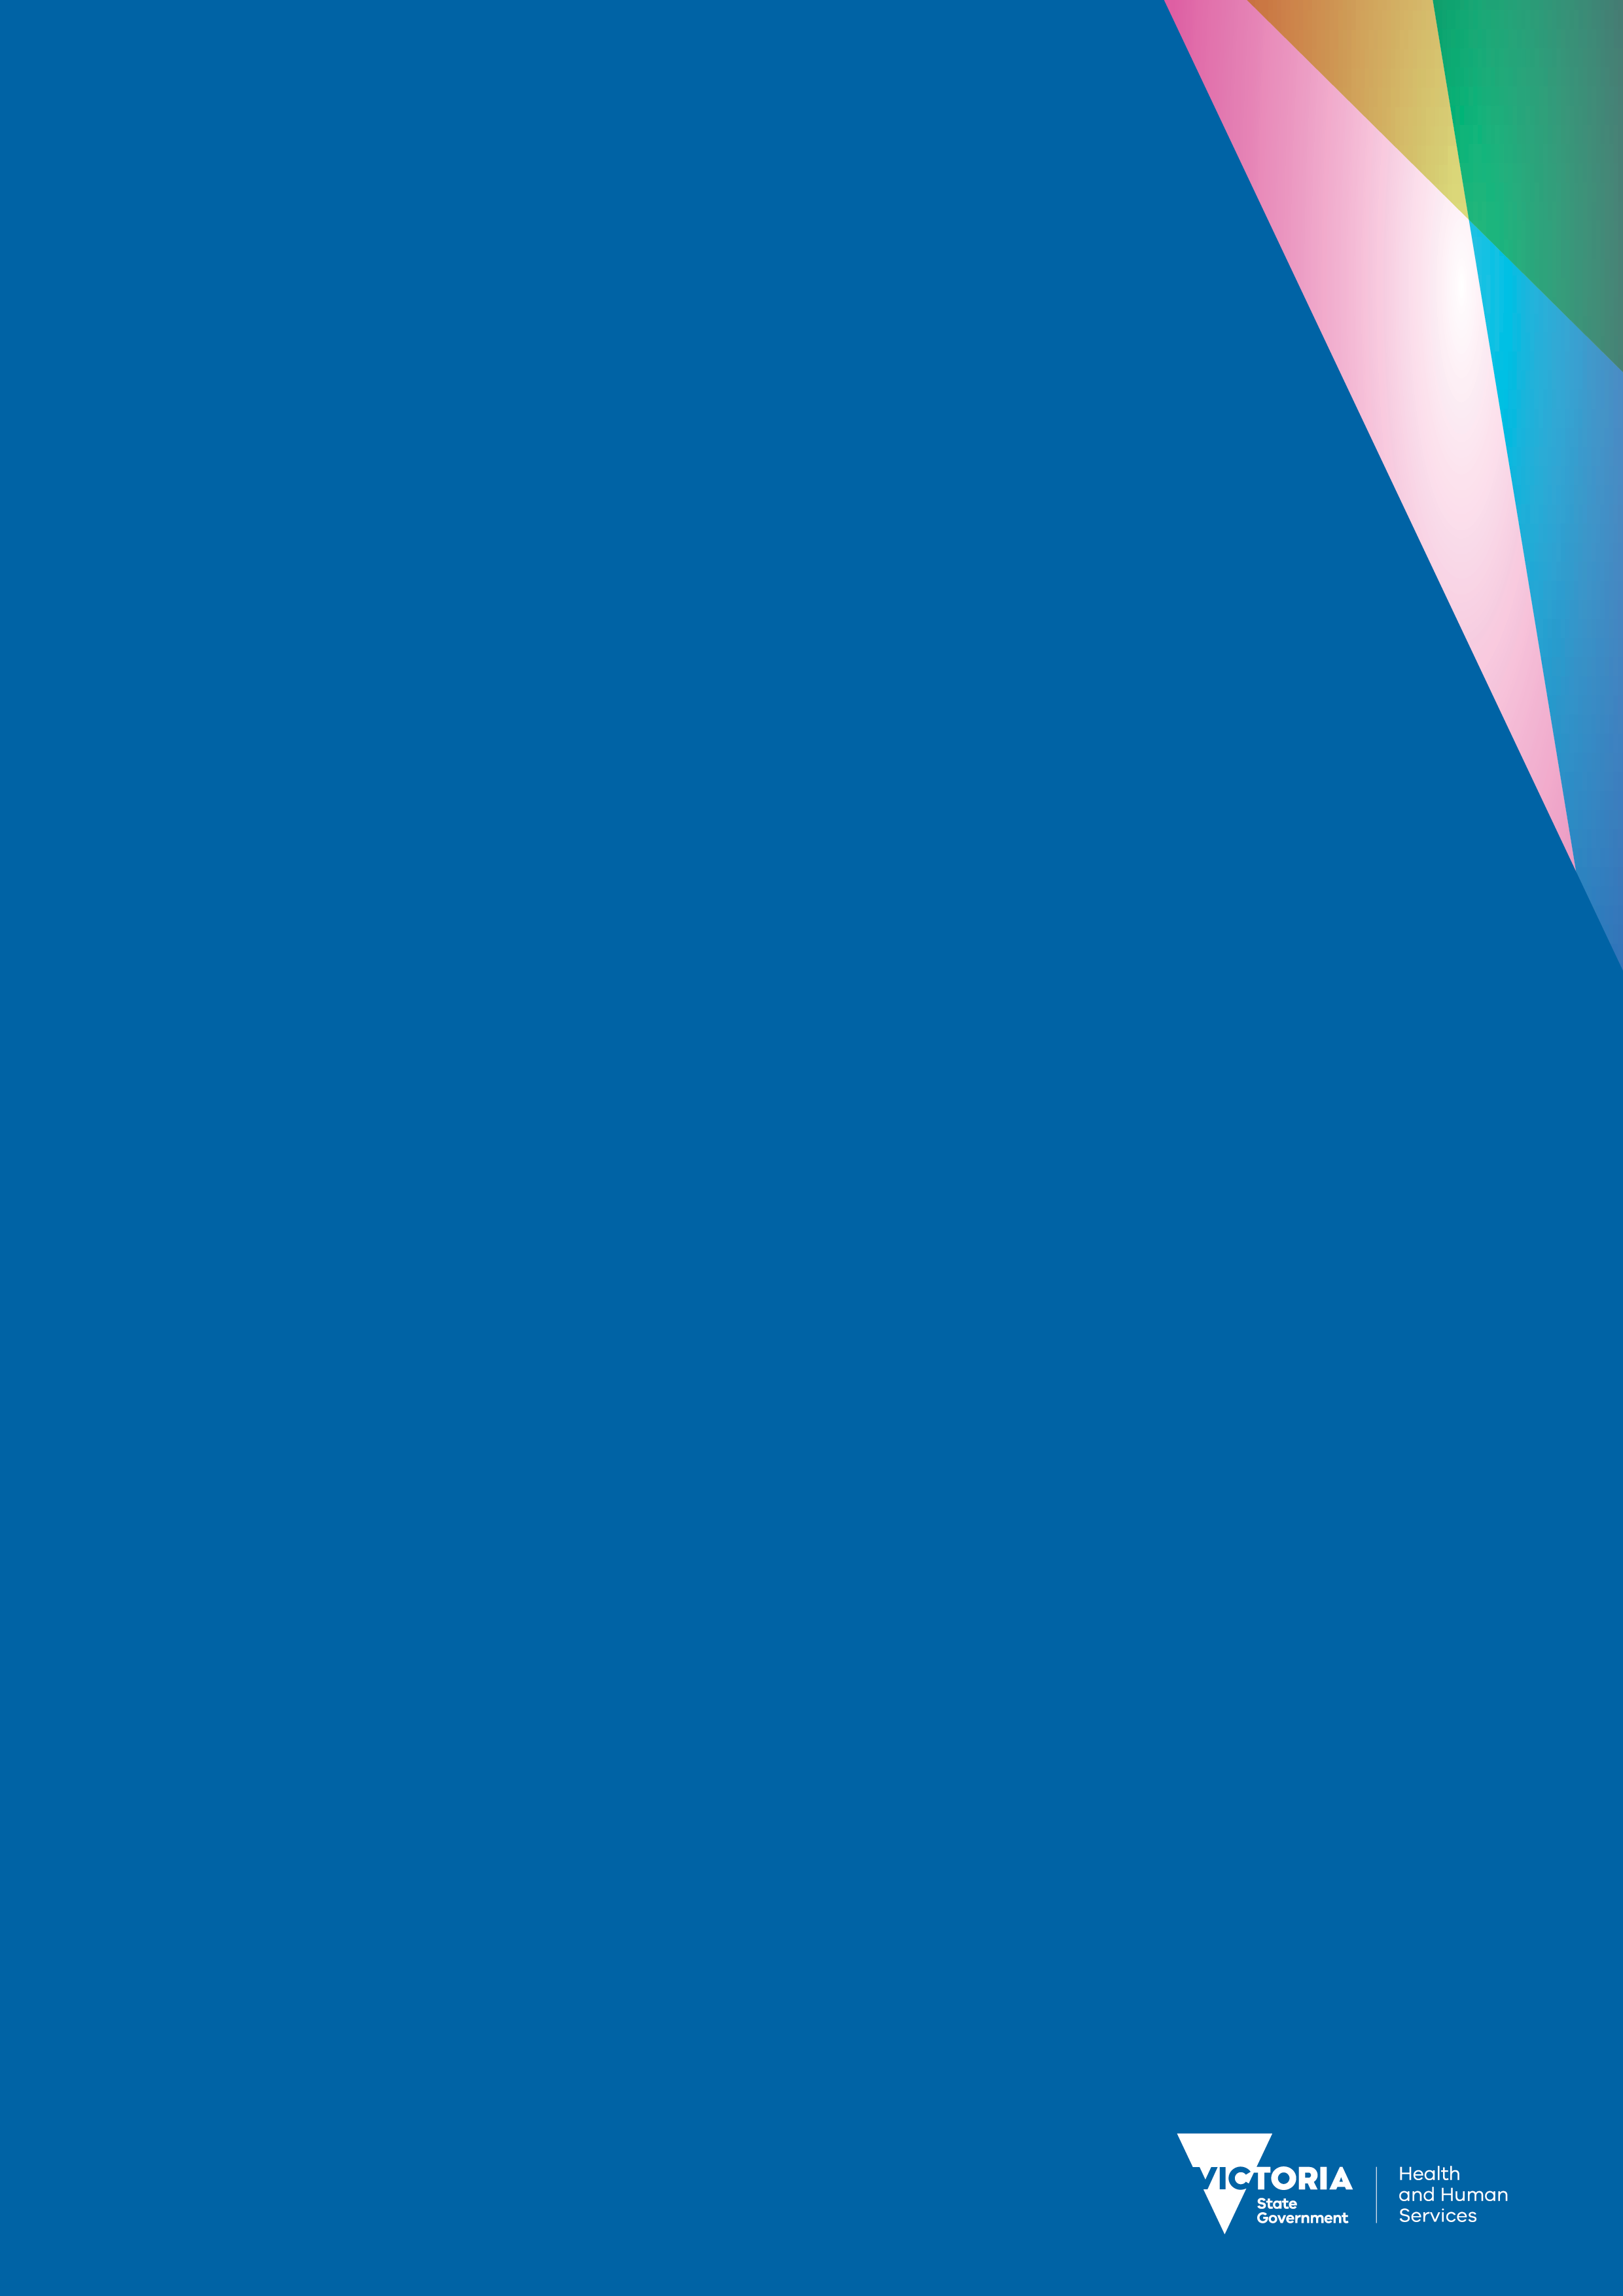 VICTORIA
State
Government
Health
and Human
Services